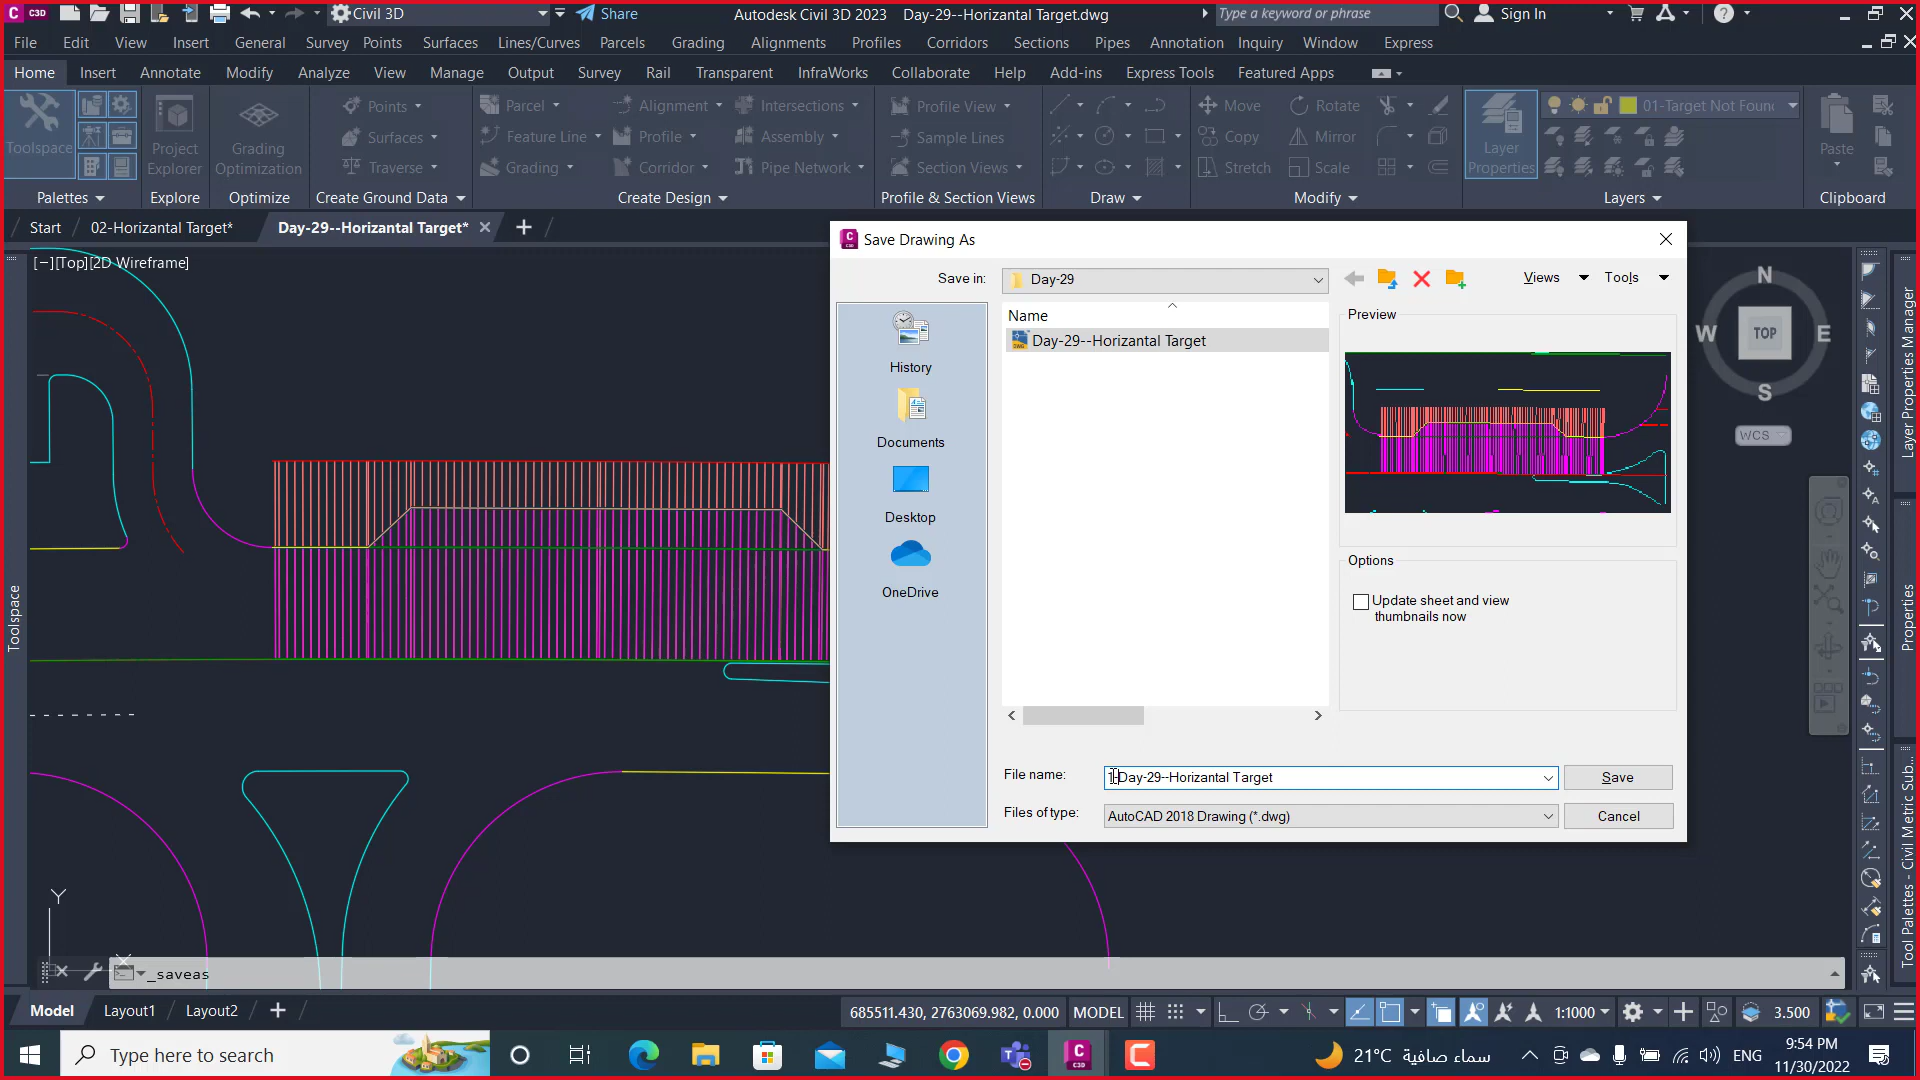 C C3D Civil 3D Share Autodesk Civil 3D 2023 Day-29--Horizantal Target.dwg Type a keyword or phrase Sign In
File Edit View Insert General Survey Points Surfaces Lines/Curves Parcels Grading Alignments Profiles Corridors Sections Pipes Annotation Inquiry Window Express
Home Insert Annotate Modify Analyze View Manage Output Survey Rail Transparent InfraWorks Collaborate Help Add-ins Express Tools Featured Apps
Points Parcel Alignment Intersections Profile View Move Rotate 01-Target Not Found
Toolspace Project Explorer Grading Optimization Surfaces Feature Line Profile Assembly Sample Lines Copy Mirror Layer Properties Paste
Traverse Grading Corridor Pipe Network Section Views Stretch Scale
Palettes Explore Optimize Create Ground Data Create Design Profile & Section Views Draw Modify Layers Clipboard
Start 02-Horizantal Target* Day-29--Horizantal Target*
[−][Top][2D Wireframe]
Save Drawing As
Save in: Day-29 Views Tools
Name
Day-29--Horizantal Target
Preview
History
Documents
Desktop
OneDrive
Options
Update sheet and view
thumbnails now
File name: 1-Day-29--Horizantal Target Save
Files of type: AutoCAD 2018 Drawing (*.dwg) Cancel
N
W TOP E
S
WCS
Toolspace
Layer Properties Manager
Properties
Tool Palettes - Civil Metric Sub...
Y
X
_saveas
Model Layout1 Layout2 685511.430, 2763069.982, 0.000 MODEL 1:1000 3.500
Type here to search 21°C سماء صافية ENG 9:54 PM
11/30/2022